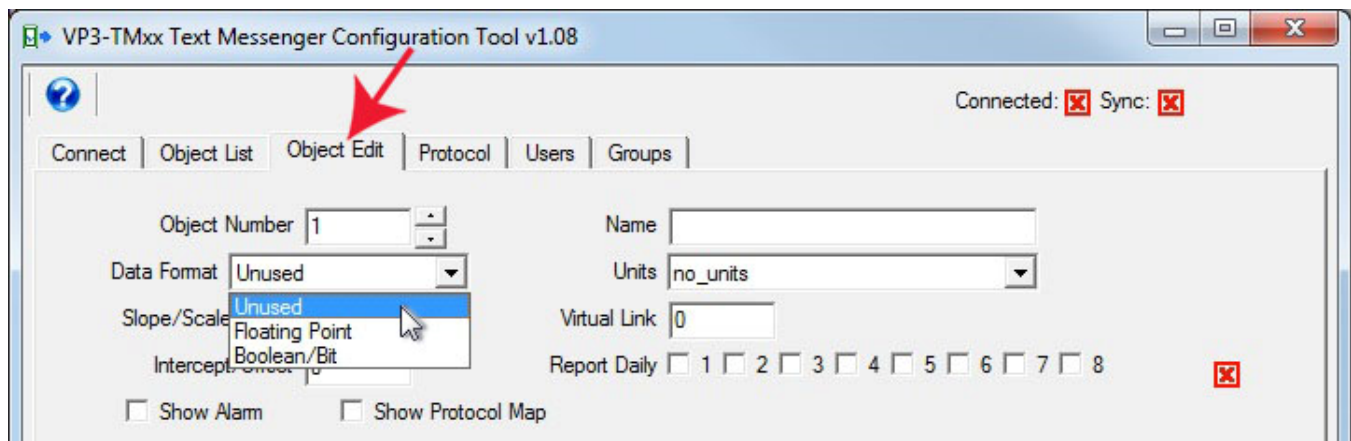 VP3-TMxx Text Messenger Configuration Tool v1.08
Connected: Sync:
Connect Object List Object Edit Protocol Users Groups
Object Number 1 Name
Data Format Unused Units no_units
Unused
Slope/Scale Virtual Link 0
Floating Point
Boolean/Bit
Report Daily 1 2 3 4 5 6 7 8
Show Alarm Show Protocol Map